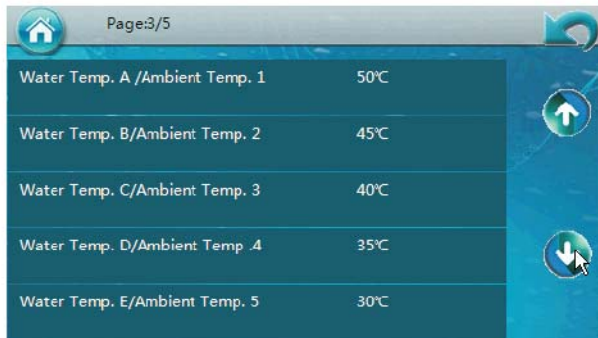 Page:3/5
Water Temp. A /Ambient Temp. 1 50℃
Water Temp. B/Ambient Temp. 2 45℃
Water Temp. C/Ambient Temp. 3 40℃
Water Temp. D/Ambient Temp .4 35℃
Water Temp. E/Ambient Temp. 5 30℃